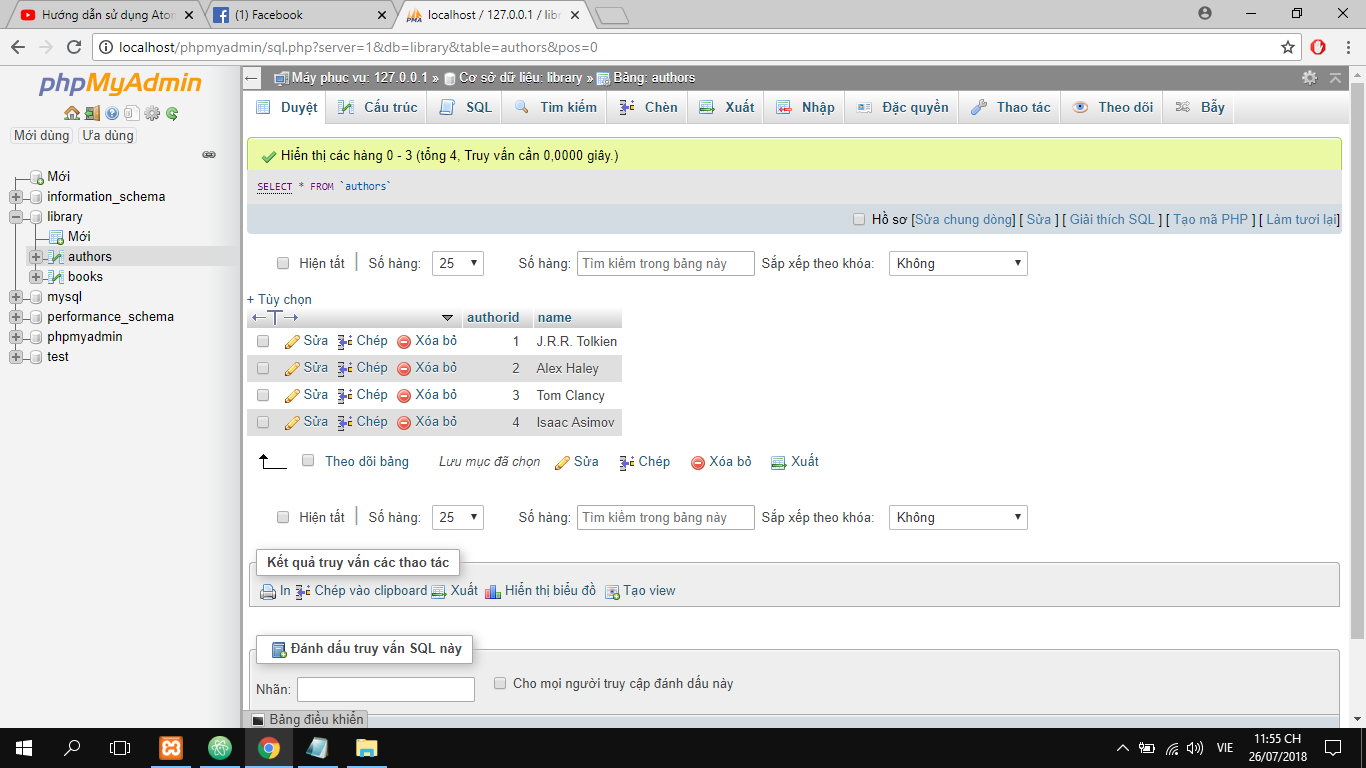 Hướng dẫn sử dụng Aton
(1) Facebook
localhost / 127.0.0.1 / libr
localhost/phpmyadmin/sql.php?server=1&db=library&table=authors&pos=0
phpMyAdmin
Mới dùng Ưa dùng
Mới
information_schema
library
Mới
authors
books
mysql
performance_schema
phpmyadmin
test
Máy phục vụ: 127.0.0.1 » Cơ sở dữ liệu: library » Bảng: authors
Duyệt Cấu trúc SQL Tìm kiếm Chèn Xuất Nhập Đặc quyền Thao tác Theo dõi Bẫy
Hiển thị các hàng 0 - 3 (tổng 4, Truy vấn cần 0,0000 giây.)
SELECT * FROM `authors`
Hồ sơ [Sửa chung dòng] [ Sửa ] [ Giải thích SQL ] [ Tạo mã PHP ] [ Làm tươi lại]
Hiện tất Số hàng: 25 Số hàng: Tìm kiếm trong bảng này Sắp xếp theo khóa: Không
+ Tùy chọn
←T→ authorid name
Sửa Chép Xóa bỏ 1 J.R.R. Tolkien
Sửa Chép Xóa bỏ 2 Alex Haley
Sửa Chép Xóa bỏ 3 Tom Clancy
Sửa Chép Xóa bỏ 4 Isaac Asimov
Theo dõi bảng Lưu mục đã chọn Sửa Chép Xóa bỏ Xuất
Hiện tất Số hàng: 25 Số hàng: Tìm kiếm trong bảng này Sắp xếp theo khóa: Không
Kết quả truy vấn các thao tác
In Chép vào clipboard Xuất Hiển thị biểu đồ Tạo view
Đánh dấu truy vấn SQL này
Nhãn: Cho mọi người truy cập đánh dấu này
Bảng điều khiển
VIE
11:55 CH
26/07/2018